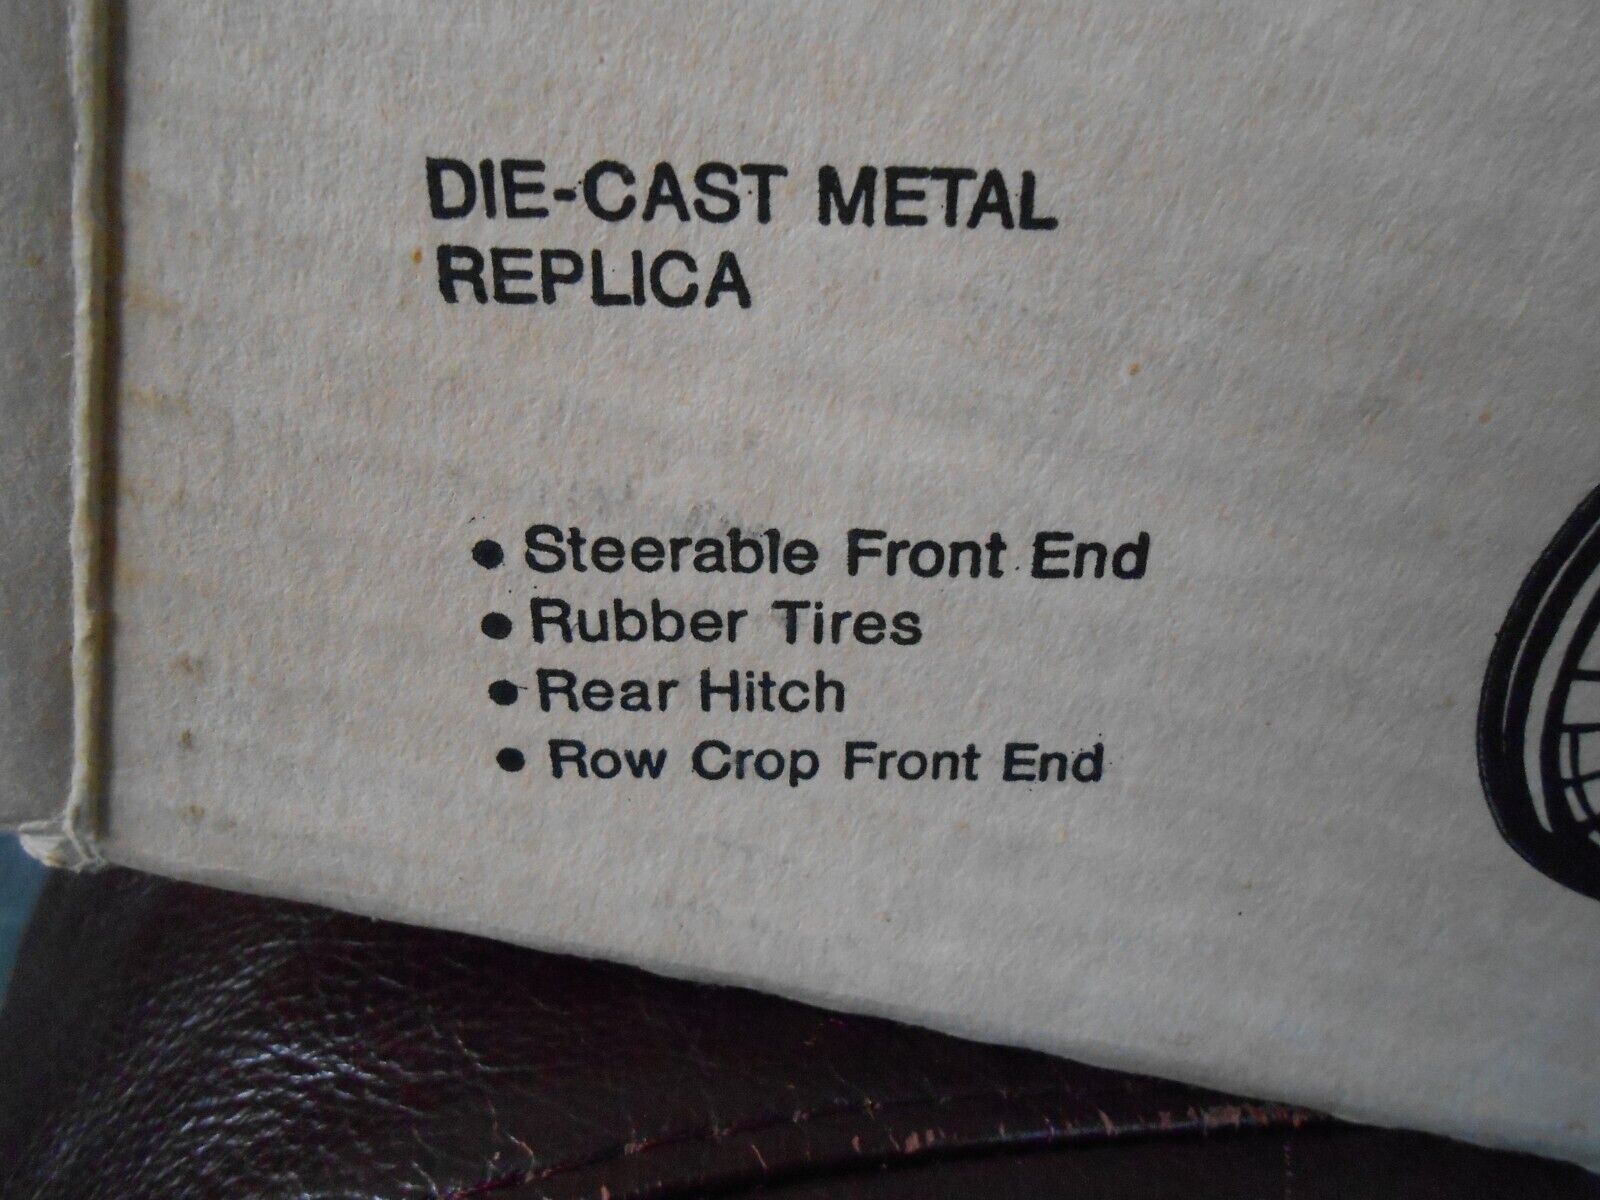 DIE-CAST METAL
REPLICA
• Steerable Front End
• Rubber Tires
• Rear Hitch
• Row Crop Front End